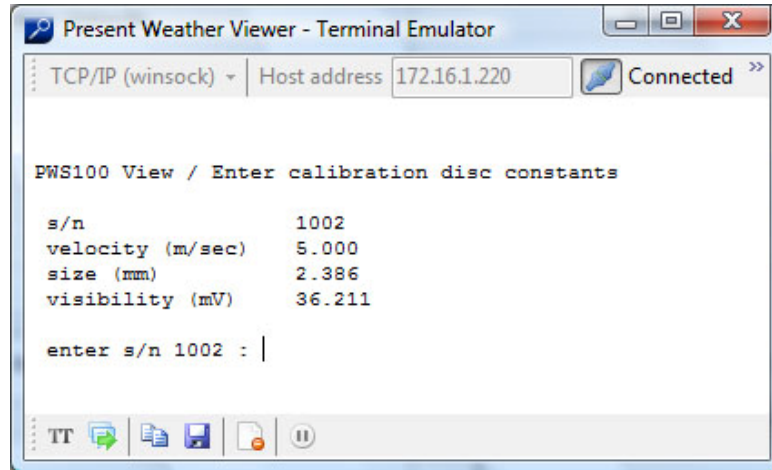 Present Weather Viewer - Terminal Emulator
TCP/IP (winsock) Host address 172.16.1.220 Connected »
PWS100 View / Enter calibration disc constants
s/n 1002
velocity (m/sec) 5.000
size (mm) 2.386
visibility (mV) 36.211
enter s/n 1002 :
TT